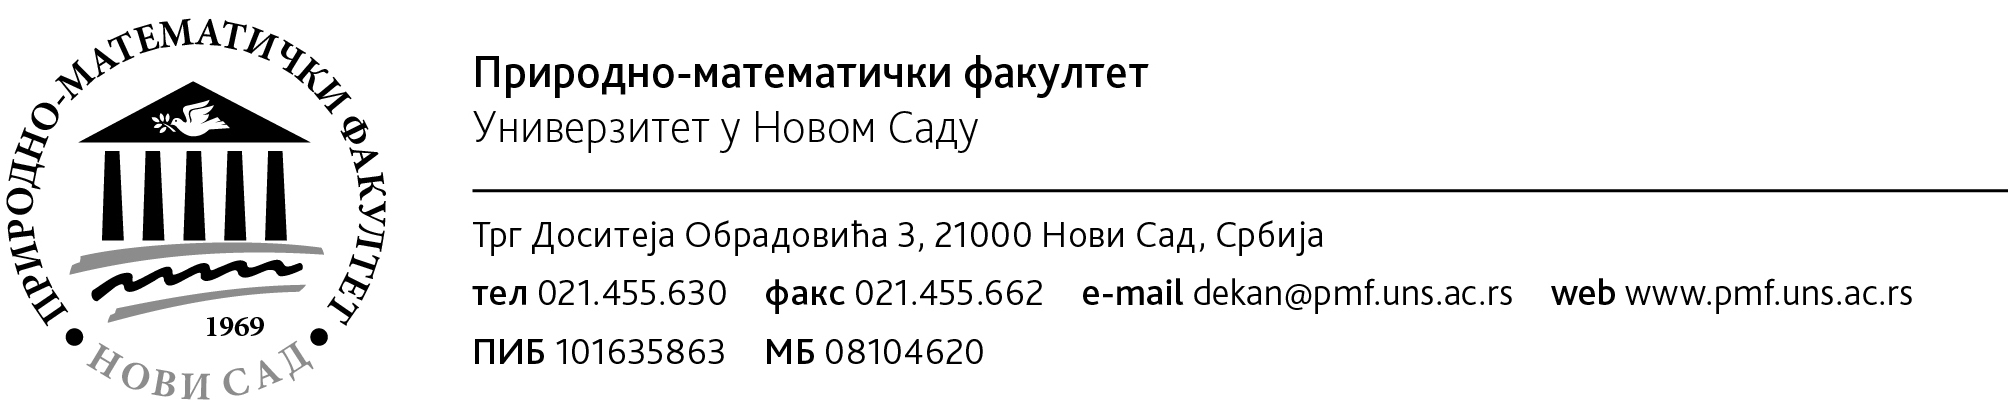 ПРИРОДНО-МАТЕМАТИЧКИ ФАКУЛТЕТ
1969
НОВИ САД
Природно-математички факултет
Универзитет у Новом Саду
Трг Доситеја Обрадовића 3, 21000 Нови Сад, Србија
тел 021.455.630 факс 021.455.662 e-mail dekan@pmf.uns.ac.rs web www.pmf.uns.ac.rs
ПИБ 101635863 МБ 08104620